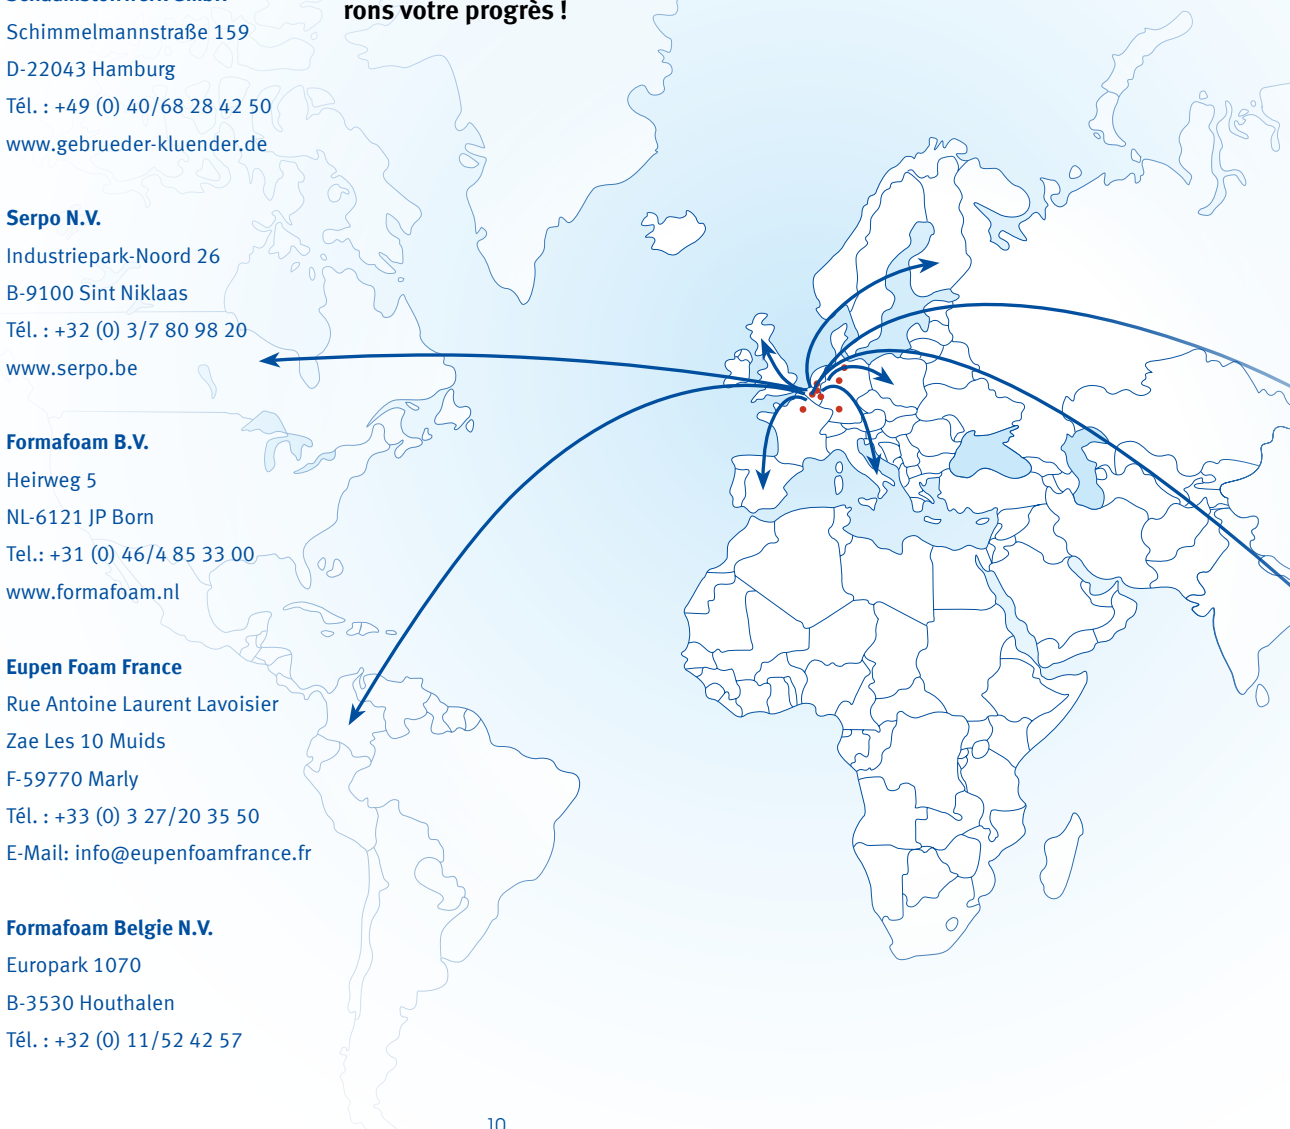 Schimmelmannstraße 159
D-22043 Hamburg
Tél. : +49 (0) 40/68 28 42 50
www.gebrueder-kluender.de
Serpo N.V.
Industriepark-Noord 26
B-9100 Sint Niklaas
Tél. : +32 (0) 3/7 80 98 20
www.serpo.be
Formafoam B.V.
Heirweg 5
NL-6121 JP Born
Tel.: +31 (0) 46/4 85 33 00
www.formafoam.nl
Eupen Foam France
Rue Antoine Laurent Lavoisier
Zae Les 10 Muids
F-59770 Marly
Tél. : +33 (0) 3 27/20 35 50
E-Mail: info@eupenfoamfrance.fr
Formafoam Belgie N.V.
Europark 1070
B-3530 Houthalen
Tél. : +32 (0) 11/52 42 57
rons votre progrès !
10